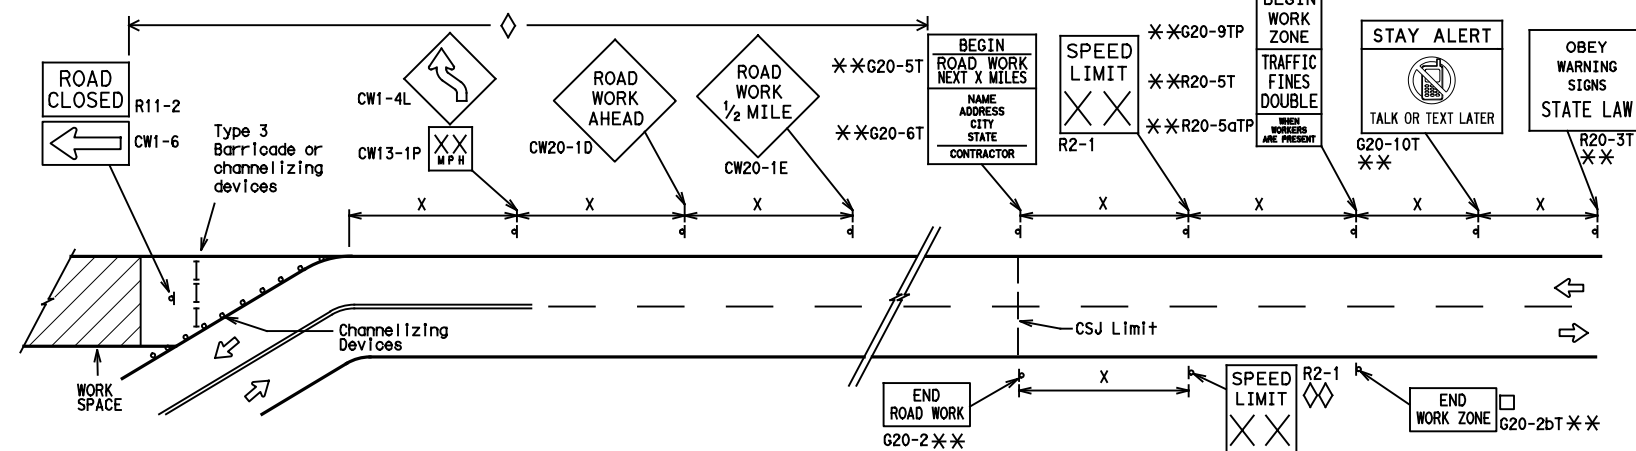 ROAD
CLOSED
R11-2
CW1-6
Type 3
Barricade or
channelizing
devices
CW1-4L
CW13-1P
XX
MPH
ROAD
WORK
AHEAD
CW20-1D
ROAD
WORK
1/2 MILE
CW20-1E
**G20-5T
**G20-6T
BEGIN
ROAD WORK
NEXT X MILES
NAME
ADDRESS
CITY
STATE
CONTRACTOR
SPEED
LIMIT
XX
R2-1
**G20-9TP
**R20-5T
**R20-5aTP
BEGIN
WORK
ZONE
TRAFFIC
FINES
DOUBLE
WHEN
WORKERS
ARE PRESENT
STAY ALERT
TALK OR TEXT LATER
G20-10T
**
OBEY
WARNING
SIGNS
STATE LAW
R20-3T
**
X
X
X
X
X
X
X
Channelizing
Devices
WORK
SPACE
CSJ Limit
END
ROAD WORK
G20-2**
X
SPEED
LIMIT
XX
R2-1
END
WORK ZONE
G20-2bT**